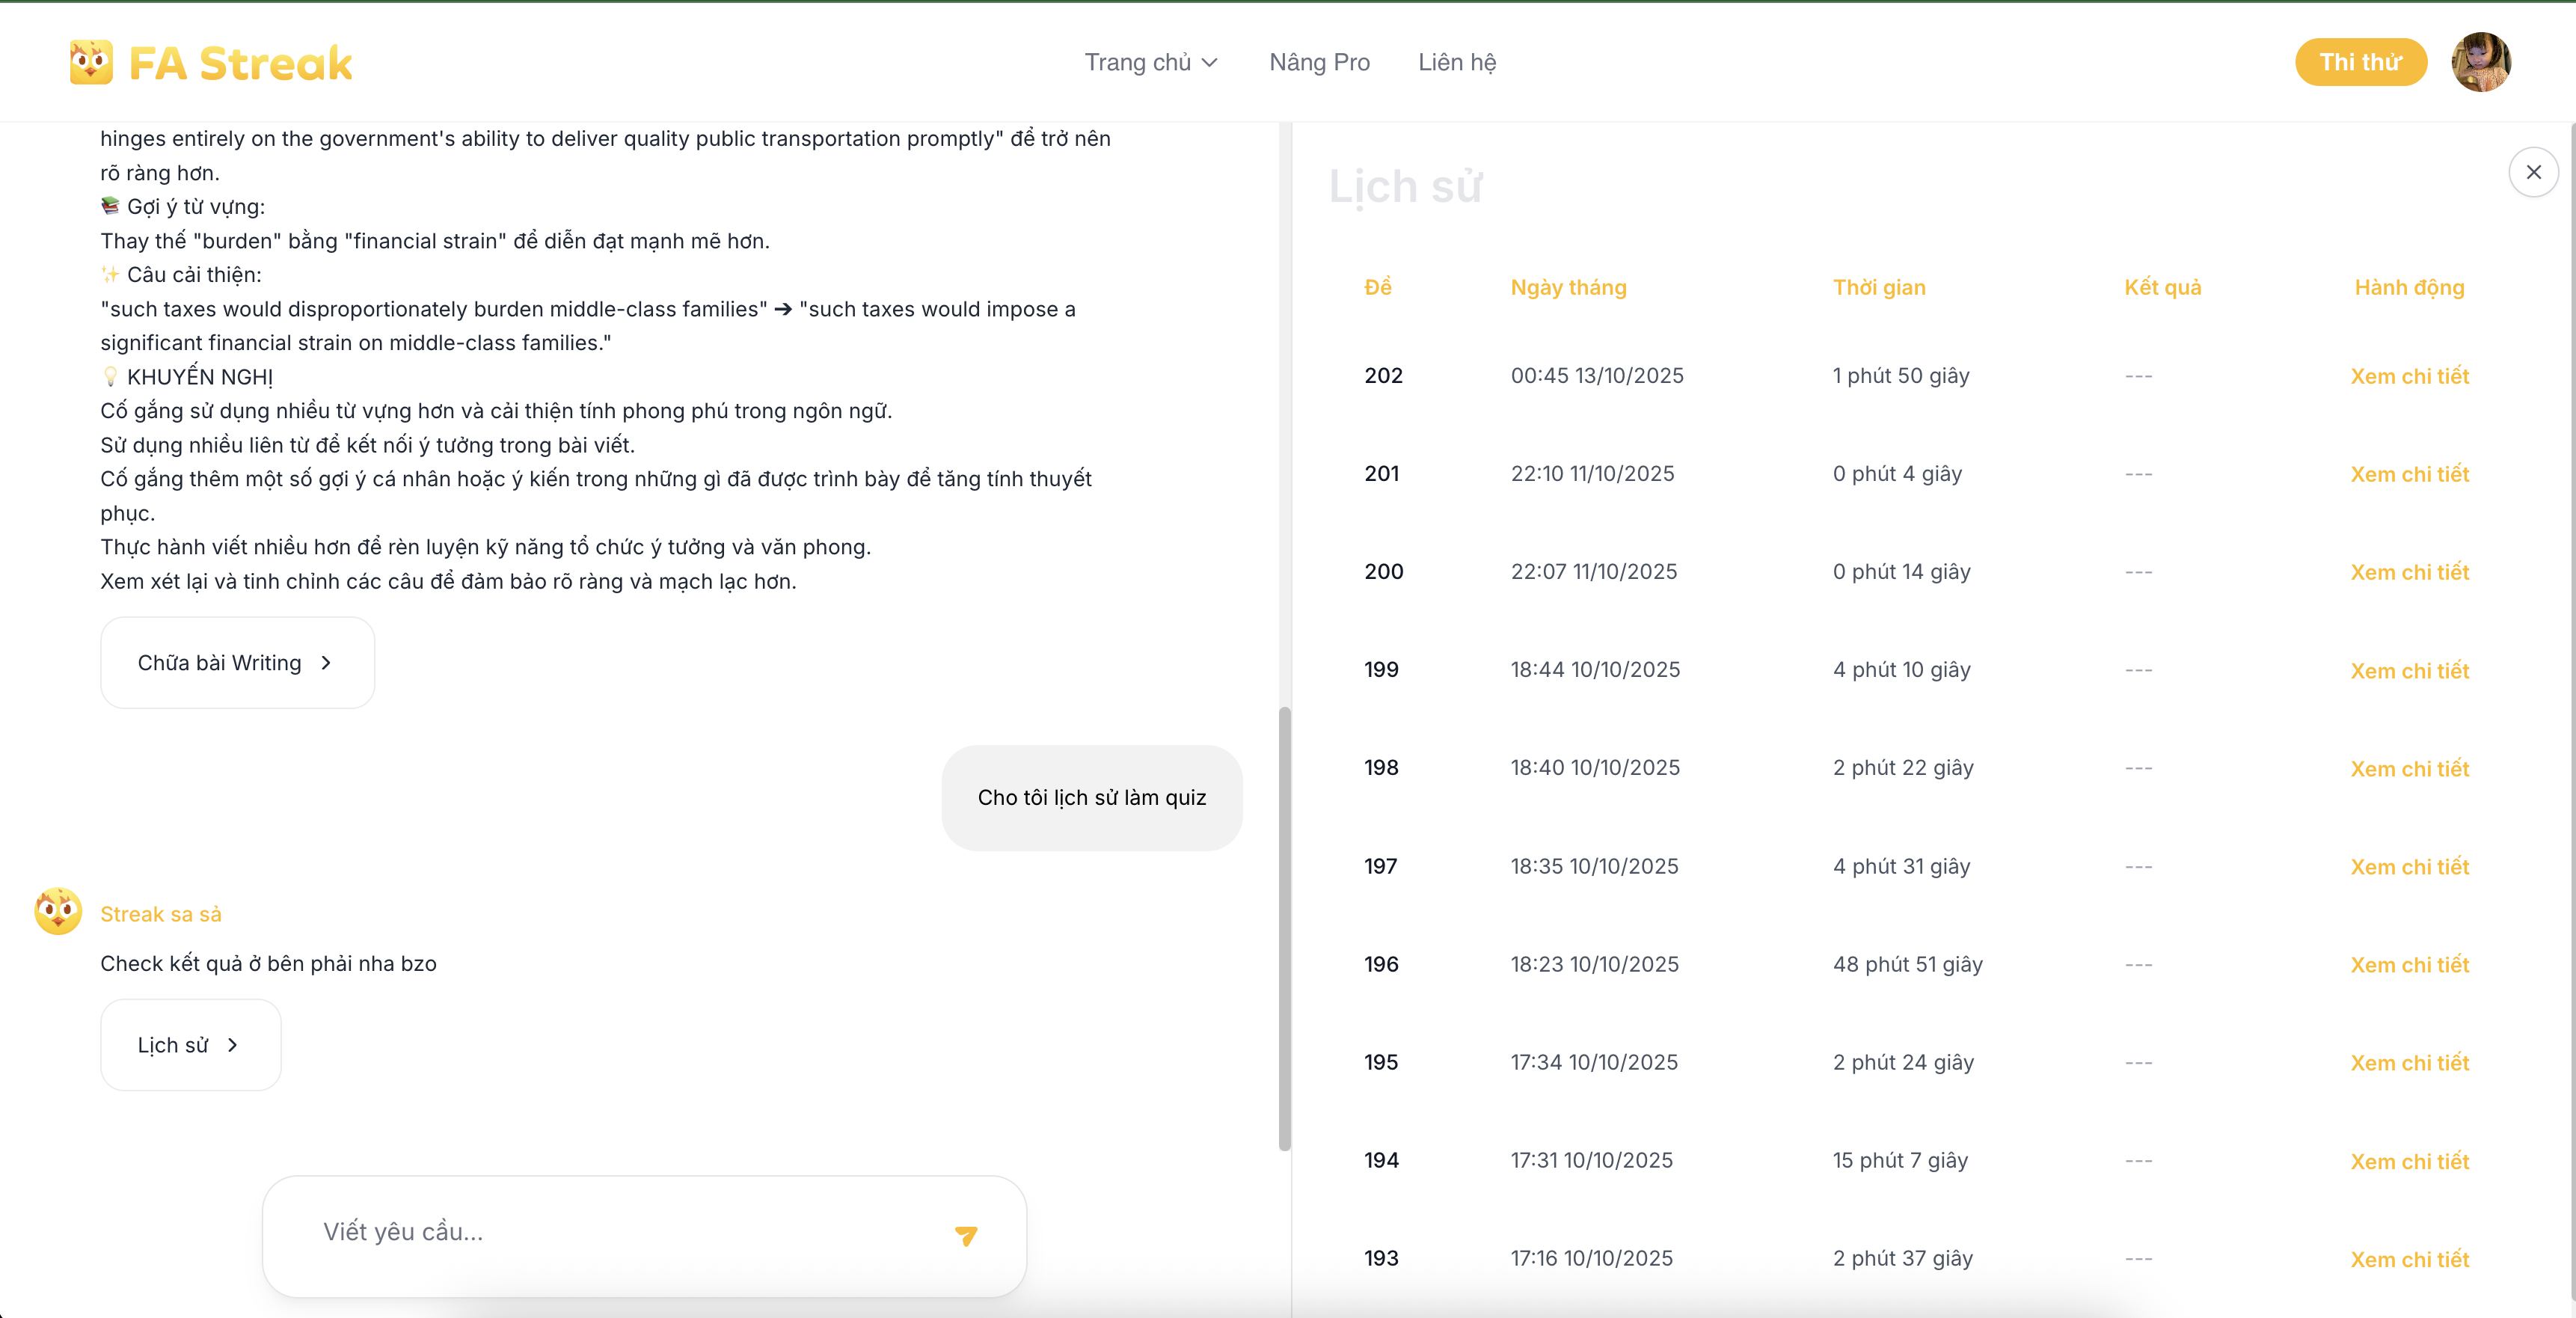 FA Streak
Trang chủ
Nâng Pro
Liên hệ
Thi thử
hinges entirely on the government's ability to deliver quality public transportation promptly" để trở nên
rõ ràng hơn.
📚 Gợi ý từ vựng:
Thay thế "burden" bằng "financial strain" để diễn đạt mạnh mẽ hơn.
✨ Câu cải thiện:
"such taxes would disproportionately burden middle-class families" ➔ "such taxes would impose a
significant financial strain on middle-class families."
💡 KHUYẾN NGHỊ
Cố gắng sử dụng nhiều từ vựng hơn và cải thiện tính phong phú trong ngôn ngữ.
Sử dụng nhiều liên từ để kết nối ý tưởng trong bài viết.
Cố gắng thêm một số gợi ý cá nhân hoặc ý kiến trong những gì đã được trình bày để tăng tính thuyết
phục.
Thực hành viết nhiều hơn để rèn luyện kỹ năng tổ chức ý tưởng và văn phong.
Xem xét lại và tinh chỉnh các câu để đảm bảo rõ ràng và mạch lạc hơn.
Chữa bài Writing
Cho tôi lịch sử làm quiz
Streak sa sả
Check kết quả ở bên phải nha bzo
Lịch sử
Viết yêu cầu...
Lịch sử
Đề Ngày tháng Thời gian Kết quả Hành động
202 00:45 13/10/2025 1 phút 50 giây --- Xem chi tiết
201 22:10 11/10/2025 0 phút 4 giây --- Xem chi tiết
200 22:07 11/10/2025 0 phút 14 giây --- Xem chi tiết
199 18:44 10/10/2025 4 phút 10 giây --- Xem chi tiết
198 18:40 10/10/2025 2 phút 22 giây --- Xem chi tiết
197 18:35 10/10/2025 4 phút 31 giây --- Xem chi tiết
196 18:23 10/10/2025 48 phút 51 giây --- Xem chi tiết
195 17:34 10/10/2025 2 phút 24 giây --- Xem chi tiết
194 17:31 10/10/2025 15 phút 7 giây --- Xem chi tiết
193 17:16 10/10/2025 2 phút 37 giây --- Xem chi tiết